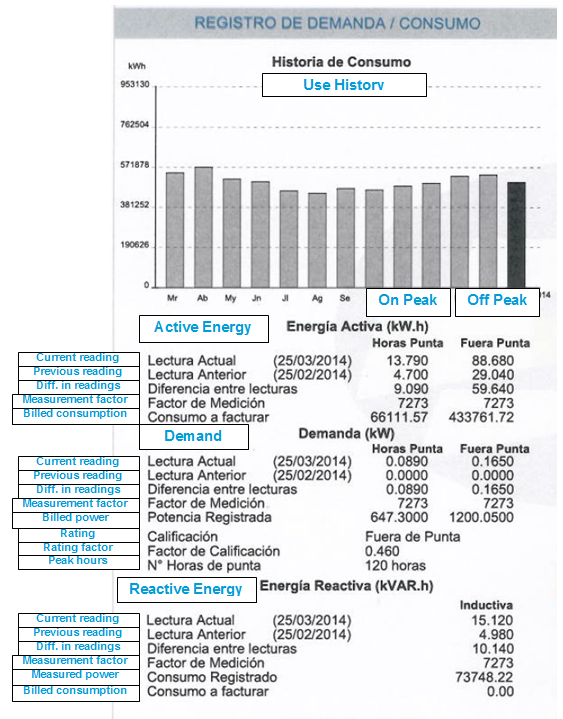 REGISTRO DE DEMANDA / CONSUMO
kWh
Historia de Consumo
Use History
953130
762504
571878
381252
190626
0
Mr Ab My Jn Jl Ag Se 014
On Peak Off Peak
Active Energy Energía Activa (kW.h)
Horas Punta Fuera Punta
Current reading Lectura Actual (25/03/2014) 13.790 88.680
Previous reading Lectura Anterior (25/02/2014) 4.700 29.040
Diff. in readings Diferencia entre lecturas 9.090 59.640
Measurement factor Factor de Medición 7273 7273
Billed consumption Consumo a facturar 66111.57 433761.72
Demand Demanda (kW)
Horas Punta Fuera Punta
Current reading Lectura Actual (25/03/2014) 0.0890 0.1650
Previous reading Lectura Anterior (25/02/2014) 0.0000 0.0000
Diff. in readings Diferencia entre lecturas 0.0890 0.1650
Measurement factor Factor de Medición 7273 7273
Billed power Potencia Registrada 647.3000 1200.0500
Rating Calificación Fuera de Punta
Rating factor Factor de Calificación 0.460
Peak hours N° Horas de punta 120 horas
Reactive Energy Energía Reactiva (kVAR.h)
Inductiva
Current reading Lectura Actual (25/03/2014) 15.120
Previous reading Lectura Anterior (25/02/2014) 4.980
Diff. in readings Diferencia entre lecturas 10.140
Measurement factor Factor de Medición 7273
Measured power Consumo Registrado 73748.22
Billed consumption Consumo a facturar 0.00